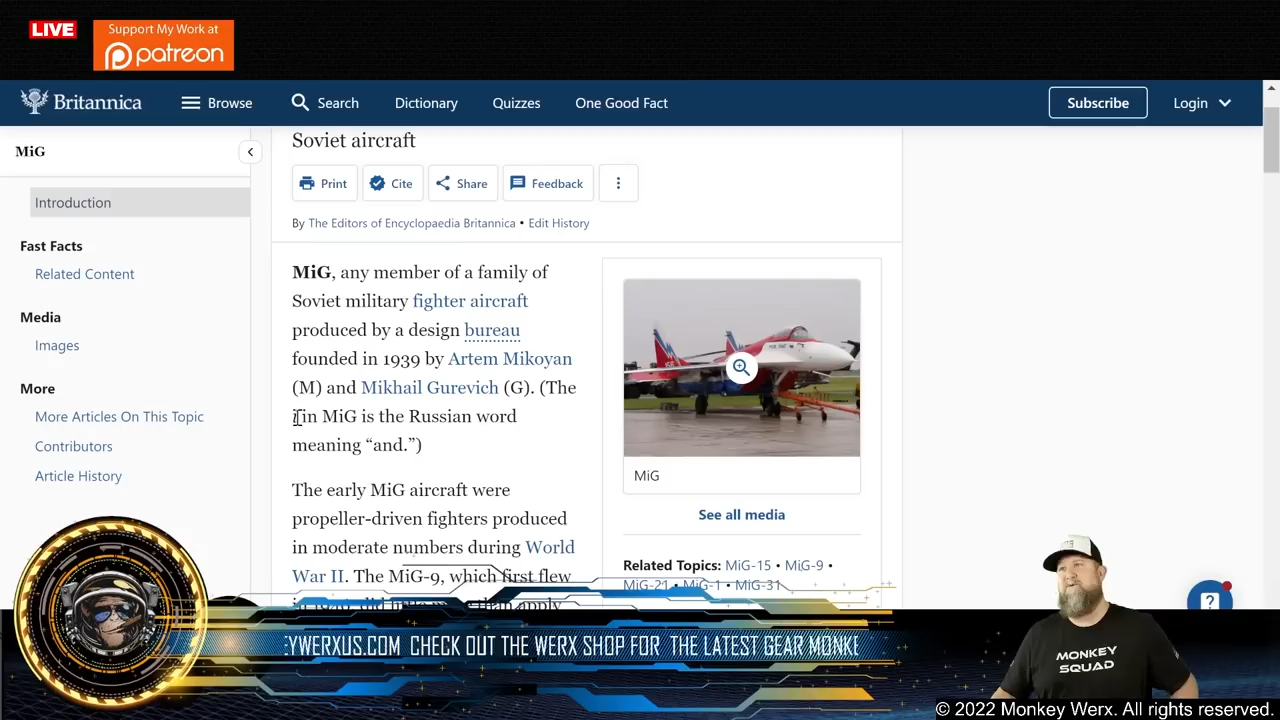 LIVE
Support My Work at
patreon
Britannica
Browse
Search
Dictionary
Quizzes
One Good Fact
Subscribe
Login
MiG
Soviet aircraft
Print
Cite
Share
Feedback
By The Editors of Encyclopaedia Britannica • Edit History
Introduction
Fast Facts
Related Content
Media
Images
More
More Articles On This Topic
Contributors
Article History
MiG, any member of a family of
Soviet military fighter aircraft
produced by a design bureau
founded in 1939 by Artem Mikoyan
(M) and Mikhail Gurevich (G). (The
i in MiG is the Russian word
meaning “and.”)
The early MiG aircraft were
propeller-driven fighters produced
in moderate numbers during World
War II. The MiG-9, which first flew
than apply
MiG
See all media
Related Topics: MiG-15 • MiG-9 •
MiG-21 • MiG-1 • MiG-31
?
EYWERXUS.COM CHECK OUT THE WERX SHOP FOR THE LATEST GEAR MONKE
MONKEY
SQUAD
© 2022 Monkey Werx. All rights reserved.